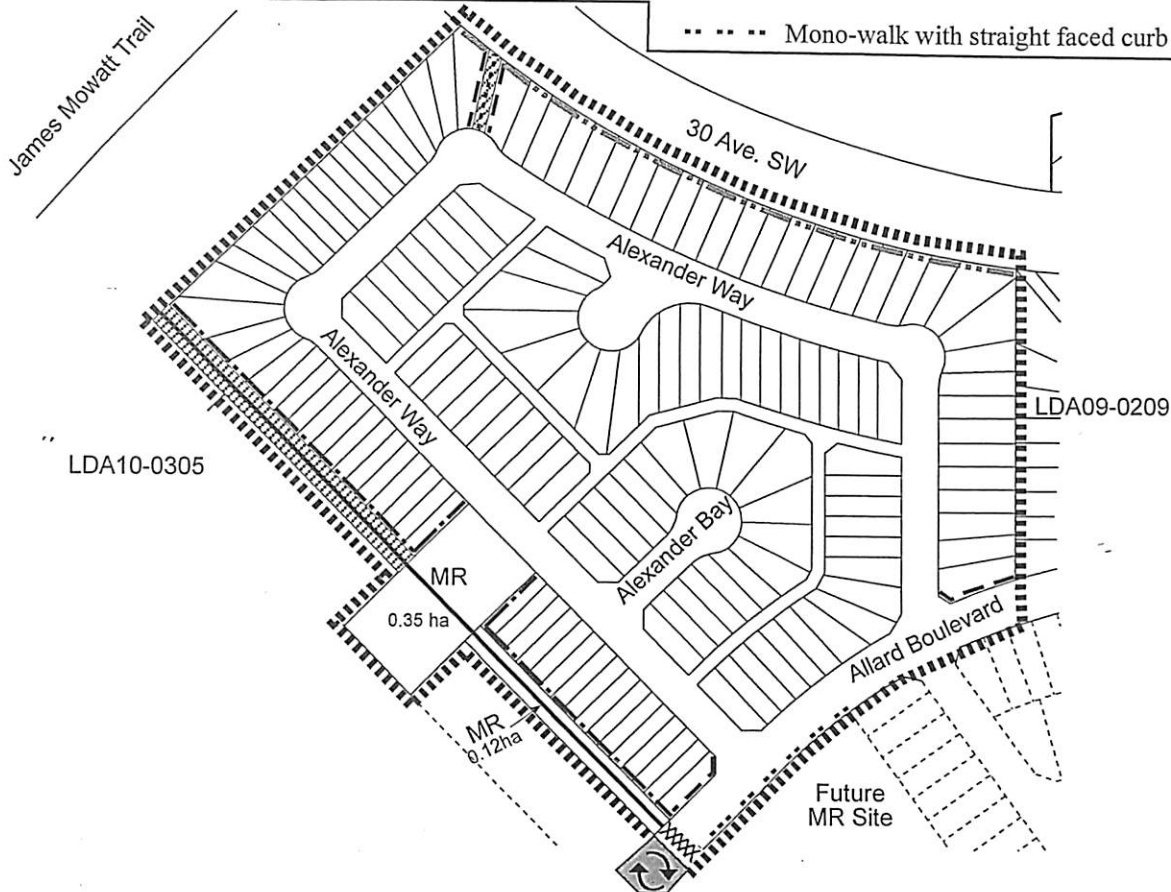 Mono-walk with straight faced curb
James Mowatt Trail
30 Ave. SW
Alexander Way
Alexander Way
LDA09-0209
LDA10-0305
Alexander Bay
MR
0.35 ha
Allard Boulevard
MR
0.12ha
Future
MR Site